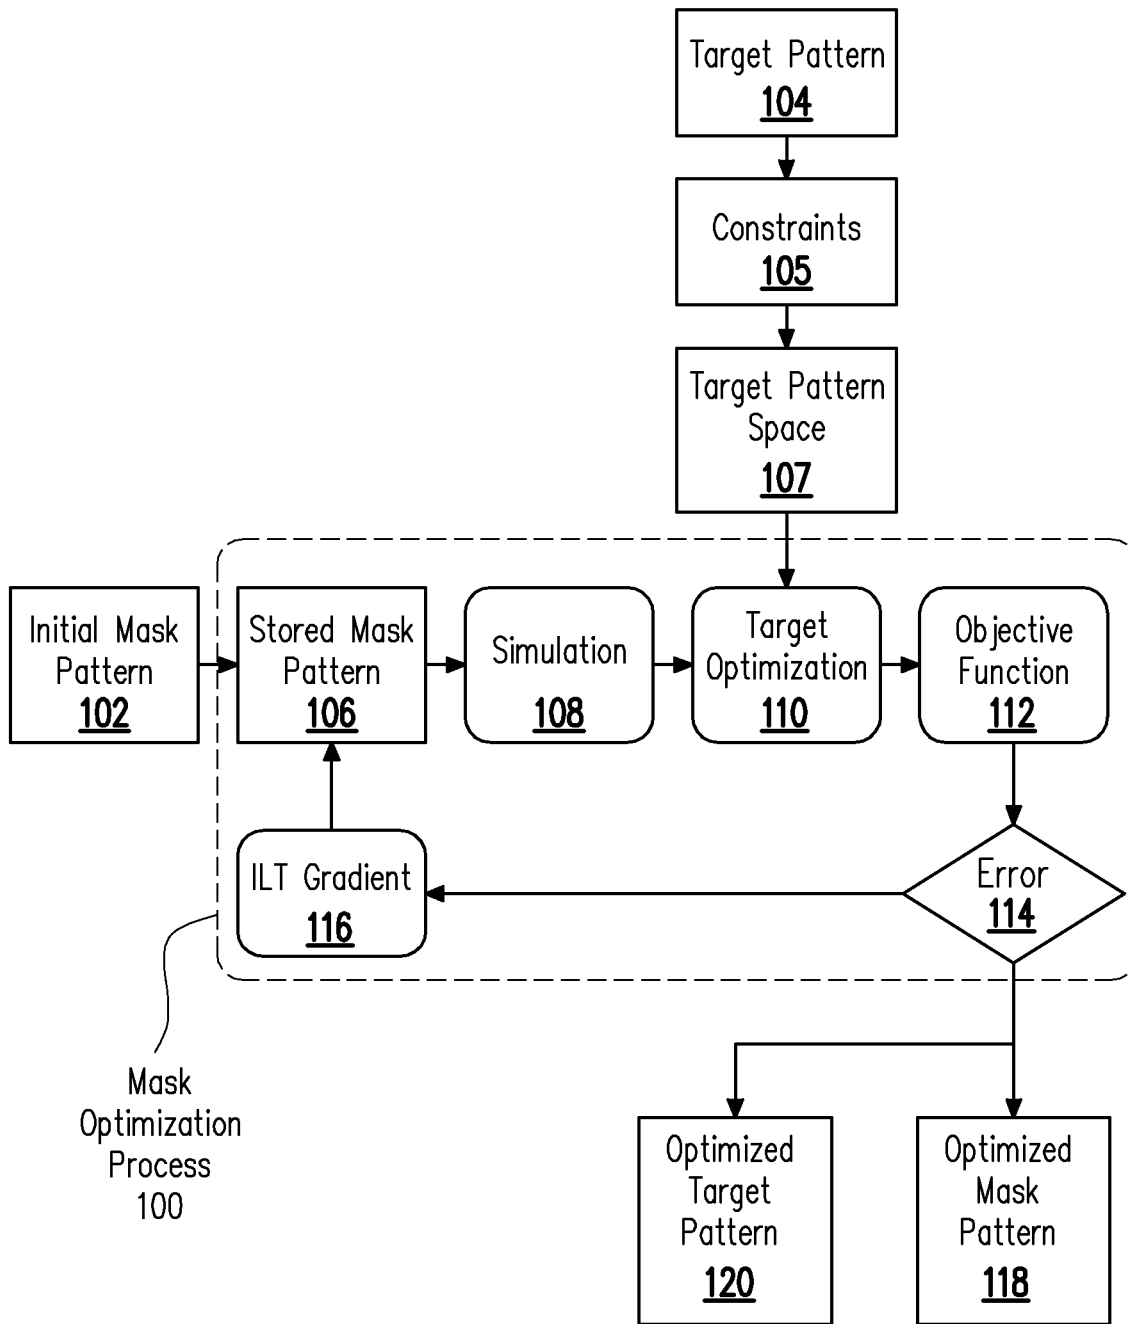 Target Pattern
104
Constraints
105
Target Pattern
Space
107
Initial Mask
Pattern
102
Stored Mask
Pattern
106
Simulation
108
Target
Optimization
110
Objective
Function
112
ILT Gradient
116
Error
114
Mask
Optimization
Process
100
Optimized
Target
Pattern
120
Optimized
Mask
Pattern
118